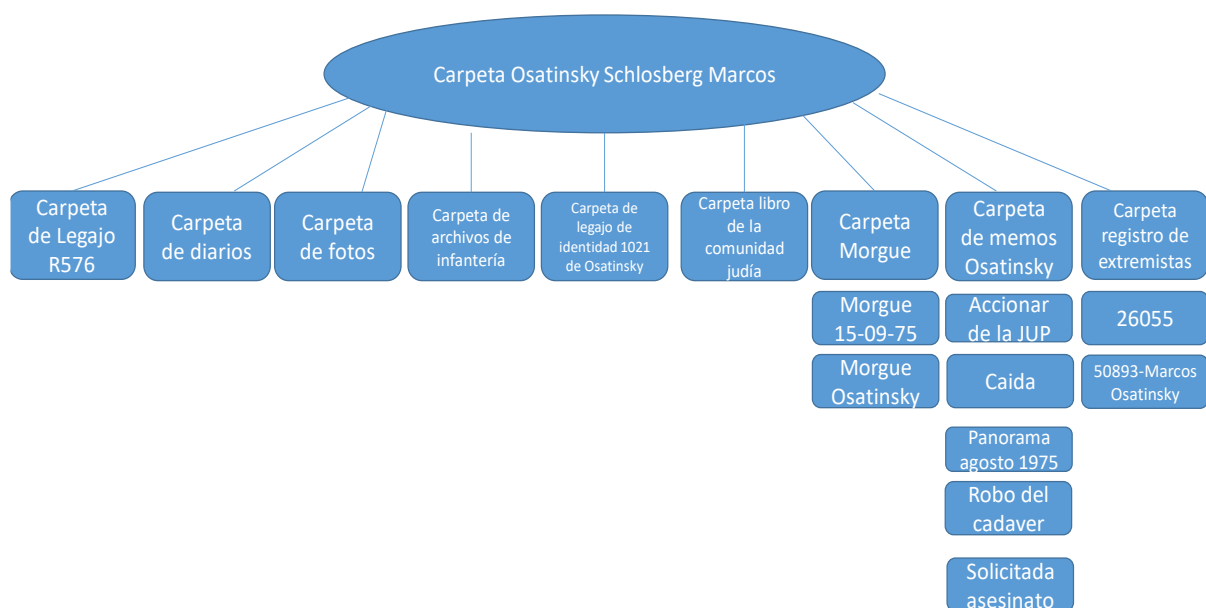 Carpeta Osatinsky Schlosberg Marcos
Carpeta
de Legajo
R576
Carpeta
de diarios
Carpeta
de fotos
Carpeta de
archivos de
infantería
Carpeta de
legajo de
identidad 1021
de Osatinsky
Carpeta libro
de la
comunidad
judía
Carpeta
Morgue
Carpeta
de memos
Osatinsky
Carpeta
registro de
extremistas
Morgue
15-09-75
Accionar
de la JUP
26055
Morgue
Osatinsky
Caida
50893-Marcos
Osatinsky
Panorama
agosto 1975
Robo del
cadaver
Solicitada
asesinato